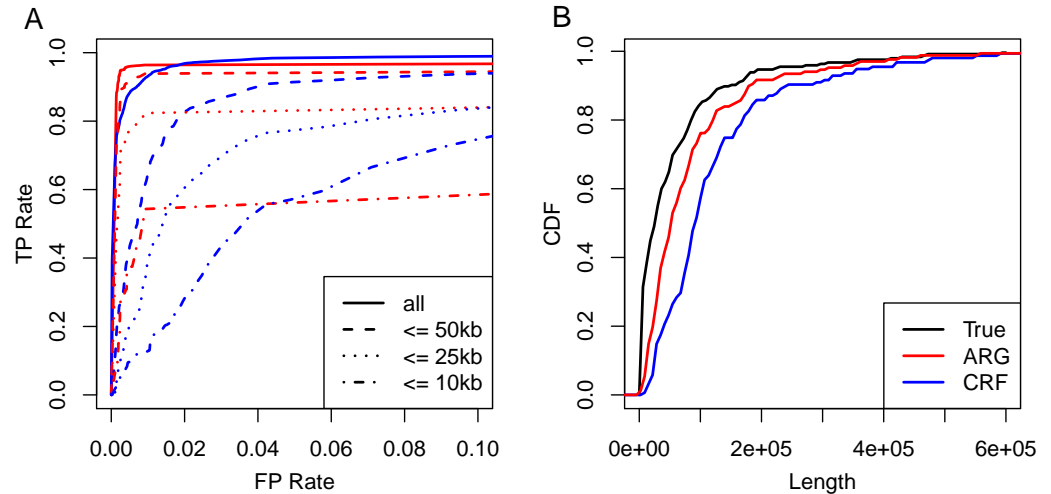 A
TP Rate
0.0
0.2
0.4
0.6
0.8
1.0
0.00
0.02
0.04
0.06
0.08
0.10
FP Rate
all
<= 50kb
<= 25kb
<= 10kb
B
CDF
0.0
0.2
0.4
0.6
0.8
1.0
0e+00
2e+05
4e+05
6e+05
Length
True
ARG
CRF